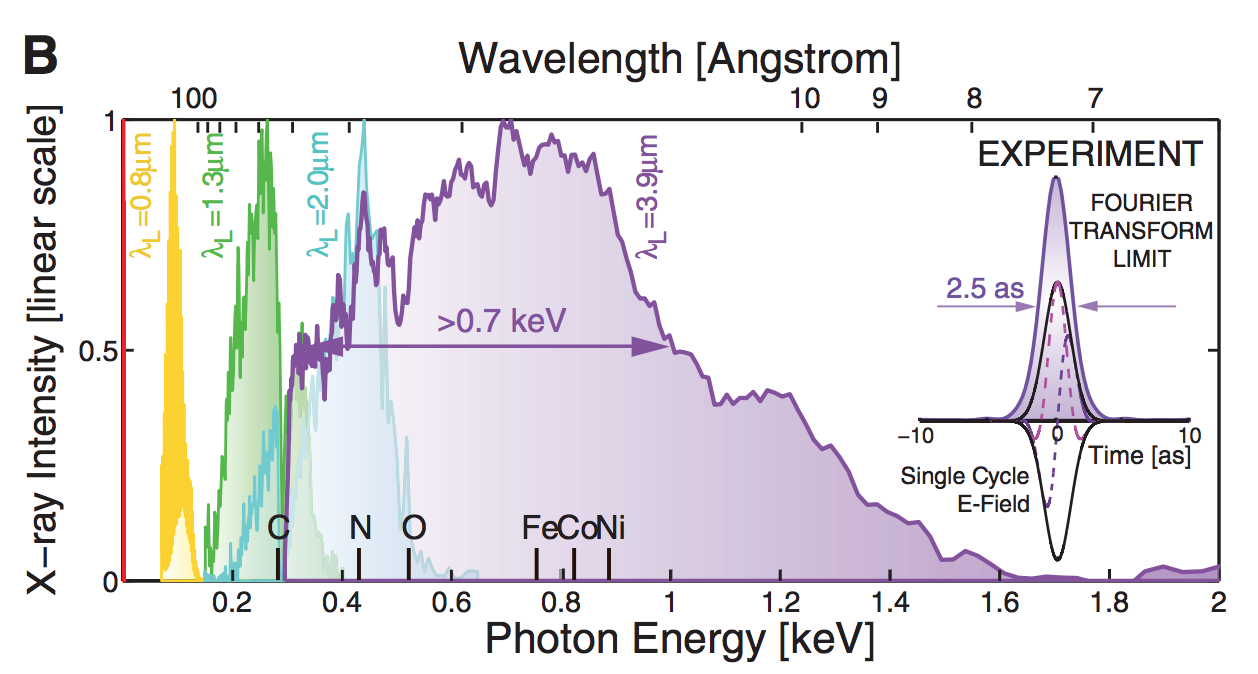 B
Wavelength [Angstrom]
100 10 9 8 7
X−ray Intensity [linear scale]
1
0.5
0
λL=0.8μm
λL=1.3μm
λL=2.0μm
λL=3.9μm
>0.7 keV
C N O Fe Co Ni
EXPERIMENT
FOURIER
TRANSFORM
LIMIT
2.5 as
−10 0 10
Time [as]
Single Cycle
E-Field
0.2 0.4 0.6 0.8 1 1.2 1.4 1.6 1.8 2
Photon Energy [keV]